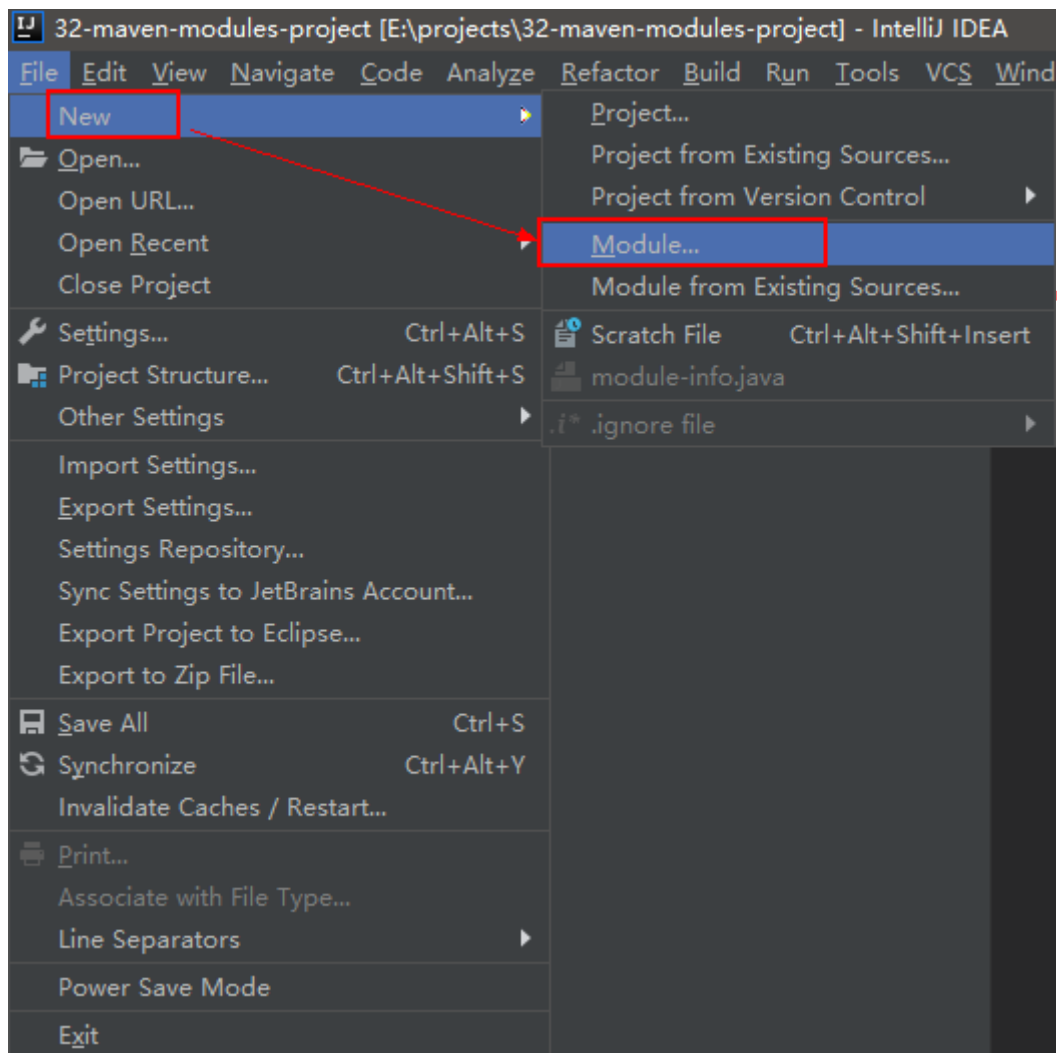 IJ 32-maven-modules-project [E:\projects\32-maven-modules-project] - IntelliJ IDEA
File Edit View Navigate Code Analyze Refactor Build Run Tools VCS Wind
New
Open...
Open URL...
Open Recent
Close Project
Settings... Ctrl+Alt+S
Project Structure... Ctrl+Alt+Shift+S
Other Settings
Import Settings...
Export Settings...
Settings Repository...
Sync Settings to JetBrains Account...
Export Project to Eclipse...
Export to Zip File...
Save All Ctrl+S
Synchronize Ctrl+Alt+Y
Invalidate Caches / Restart...
Print...
Associate with File Type...
Line Separators
Power Save Mode
Exit
Project...
Project from Existing Sources...
Project from Version Control
Module...
Module from Existing Sources...
Scratch File Ctrl+Alt+Shift+Insert
module-info.java
.i* .ignore file